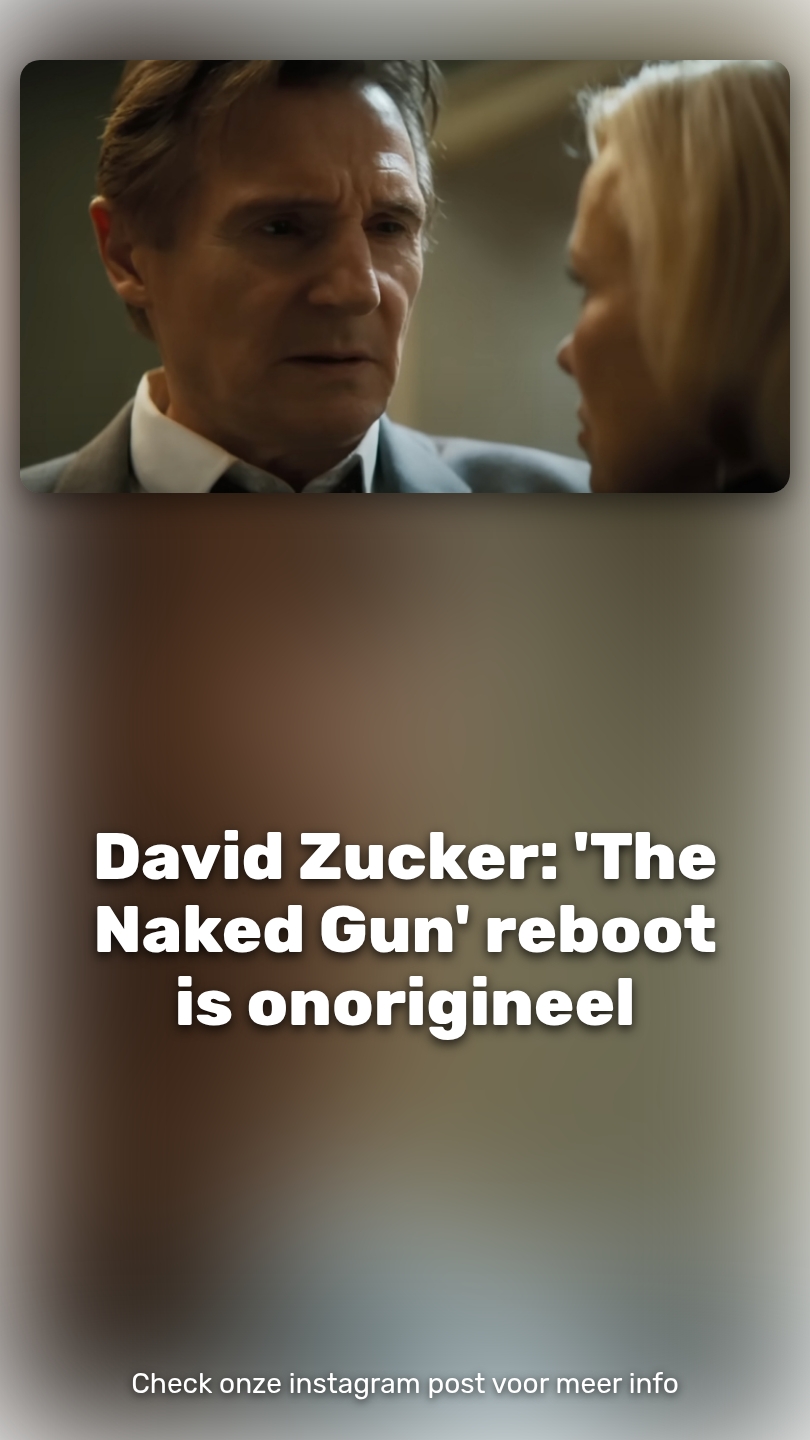 David Zucker: 'The
Naked Gun' reboot
is onorigineel
Check onze instagram post voor meer info